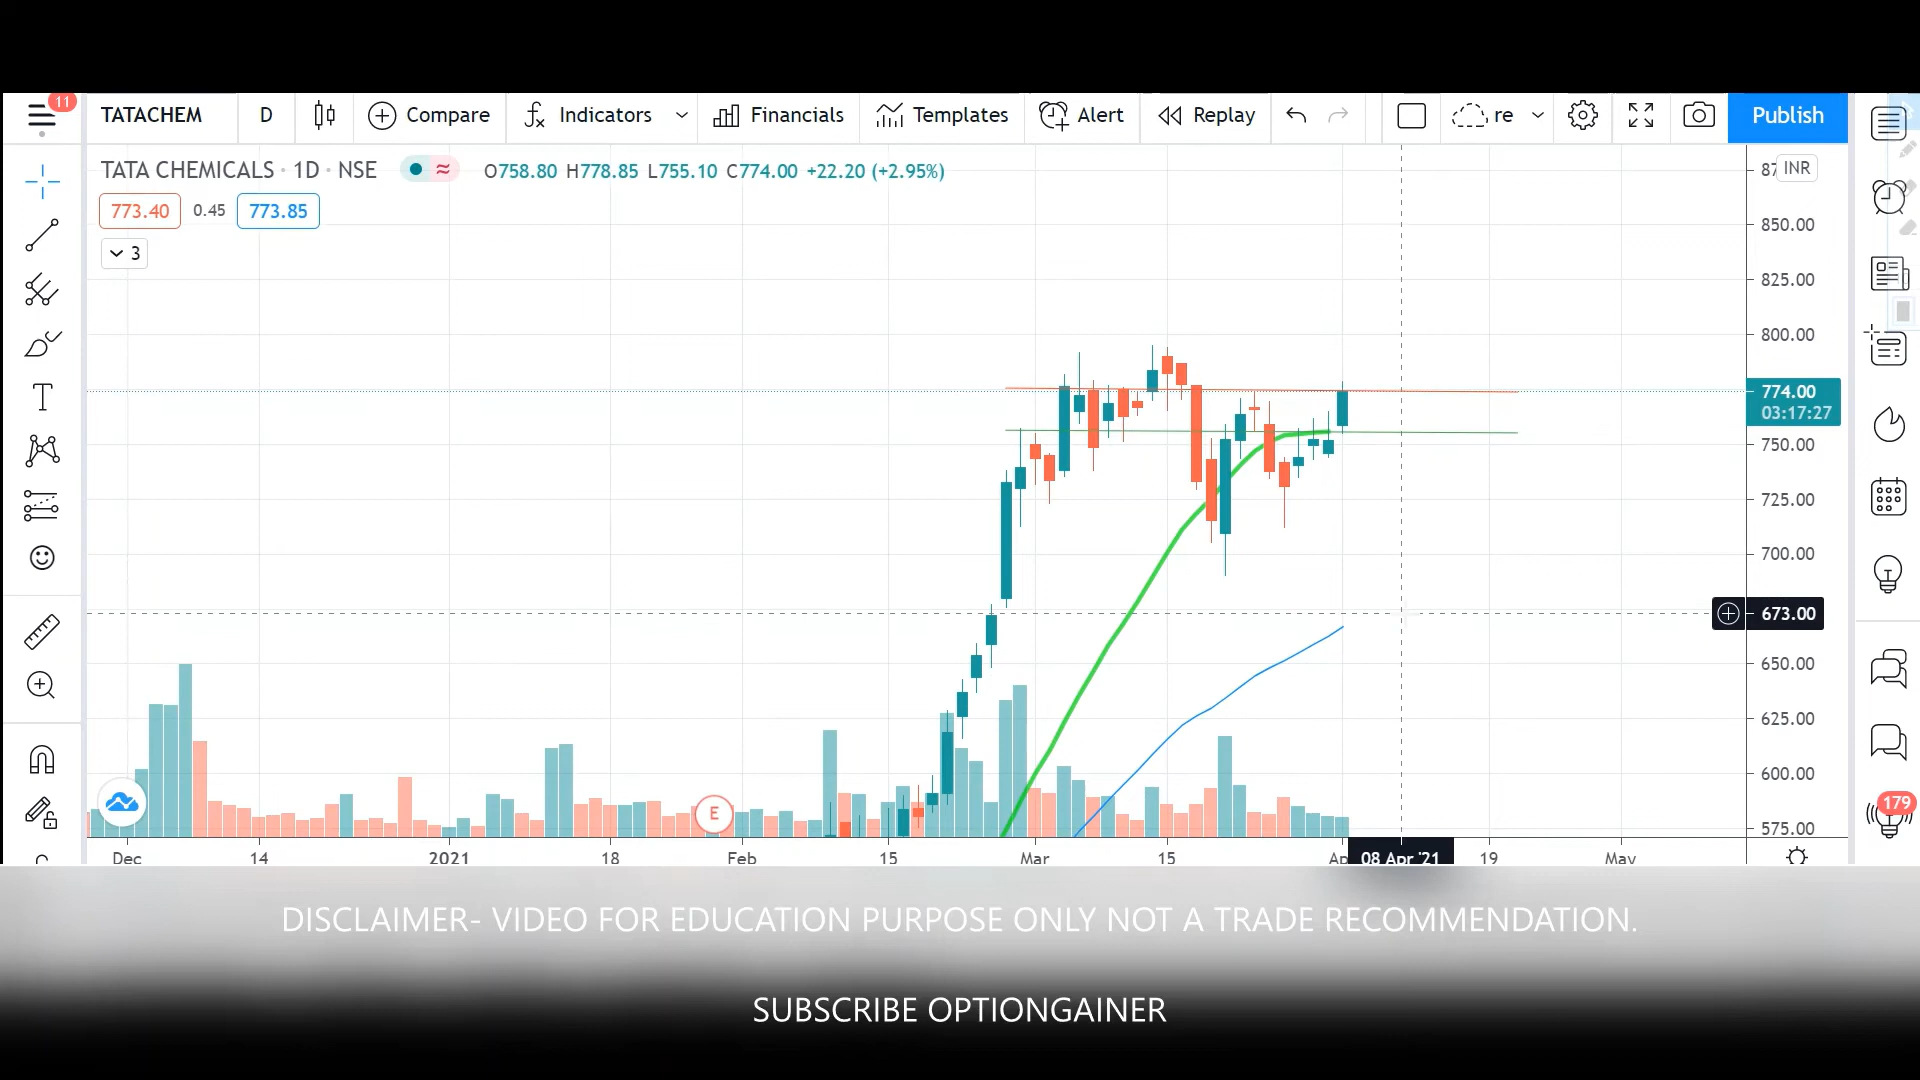 11
TATACHEM D Compare Indicators Financials Templates Alert Replay re Publish
TATA CHEMICALS · 1D · NSE O758.80 H778.85 L755.10 C774.00 +22.20 (+2.95%)
INR
773.40 0.45 773.85
3
850.00
825.00
800.00
774.00
03:17:27
750.00
725.00
700.00
673.00
650.00
625.00
600.00
575.00
179
E
Dec 14 2021 18 Feb 15 Mar 15 08 Apr '21 19 May
DISCLAIMER- VIDEO FOR EDUCATION PURPOSE ONLY NOT A TRADE RECOMMENDATION.
SUBSCRIBE OPTIONGAINER